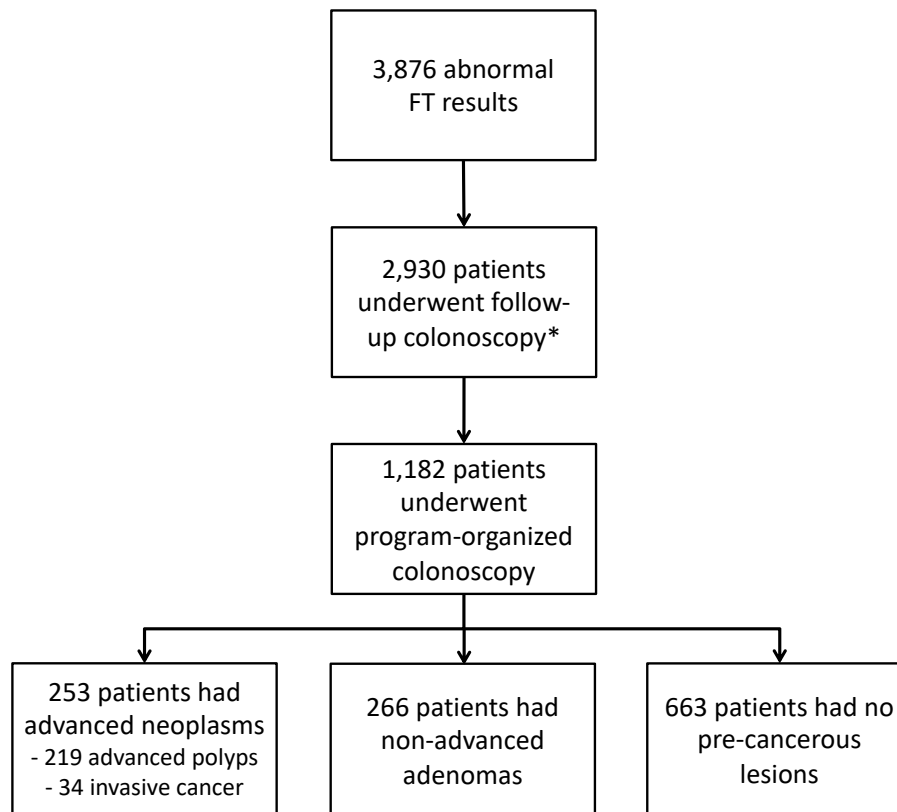 3,876 abnormal
FT results
2,930 patients
underwent follow-
up colonoscopy*
1,182 patients
underwent
program-organized
colonoscopy
253 patients had
advanced neoplasms
- 219 advanced polyps
- 34 invasive cancer
266 patients had
non-advanced
adenomas
663 patients had no
pre-cancerous
lesions